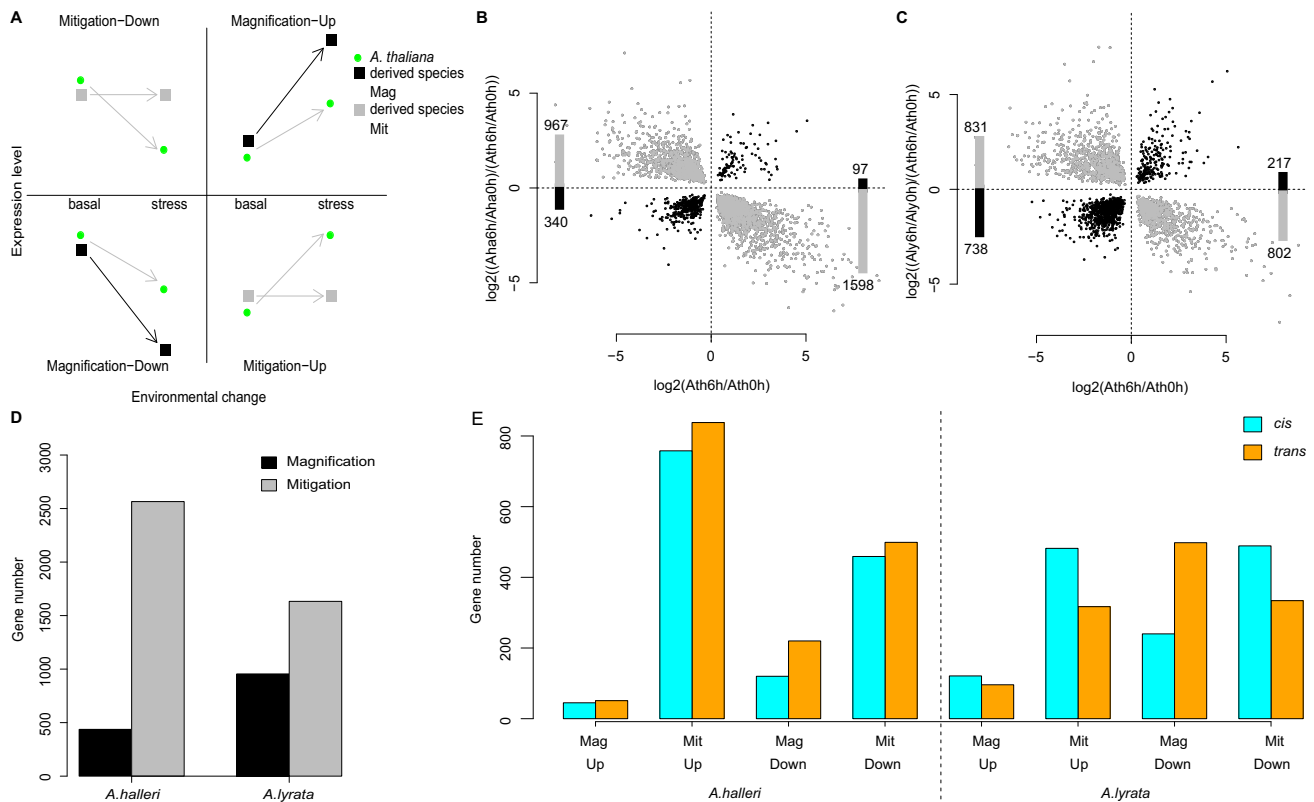 A
Mitigation−Down
Magnification−Up
A. thaliana
derived species
Mag
derived species
Mit
Expression level
basal
stress
basal
stress
Magnification−Down
Mitigation−Up
Environmental change
B
log2((Aha6h/Aha0h)/(Ath6h/Ath0h))
5
0
−5
967
340
97
1598
−5
0
5
log2(Ath6h/Ath0h)
C
log2((Aly6h/Aly0h)/(Ath6h/Ath0h))
5
0
−5
831
738
217
802
−5
0
5
log2(Ath6h/Ath0h)
D
Gene number
3000
2500
2000
1500
1000
500
0
Magnification
Mitigation
A.halleri
A.lyrata
E
Gene number
800
600
400
200
0
cis
trans
Mag Mit Mag Mit Mag Mit Mag Mit
Up Up Down Down Up Up Down Down
A.halleri
A.lyrata